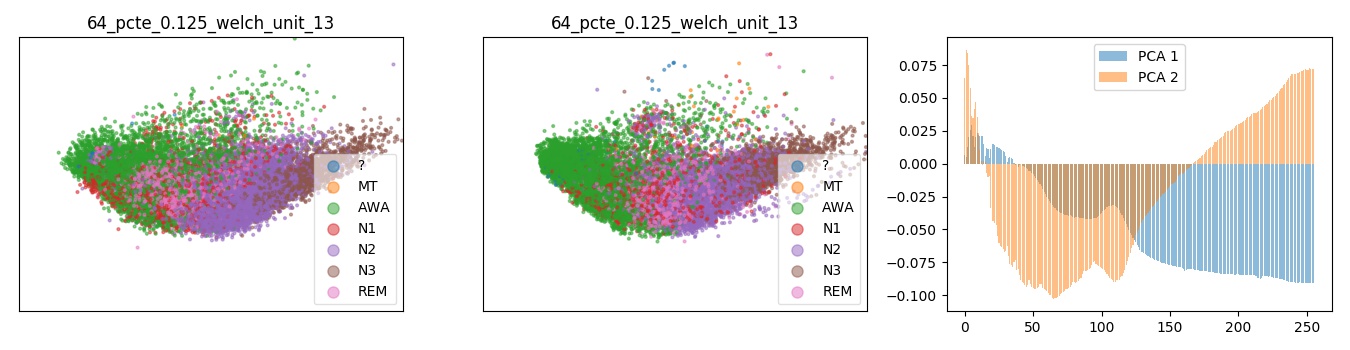 64_pcte_0.125_welch_unit_13
?
MT
AWA
N1
N2
N3
REM
64_pcte_0.125_welch_unit_13
?
MT
AWA
N1
N2
N3
REM
PCA 1
PCA 2
0.075
0.050
0.025
0.000
−0.025
−0.050
−0.075
−0.100
0 50 100 150 200 250